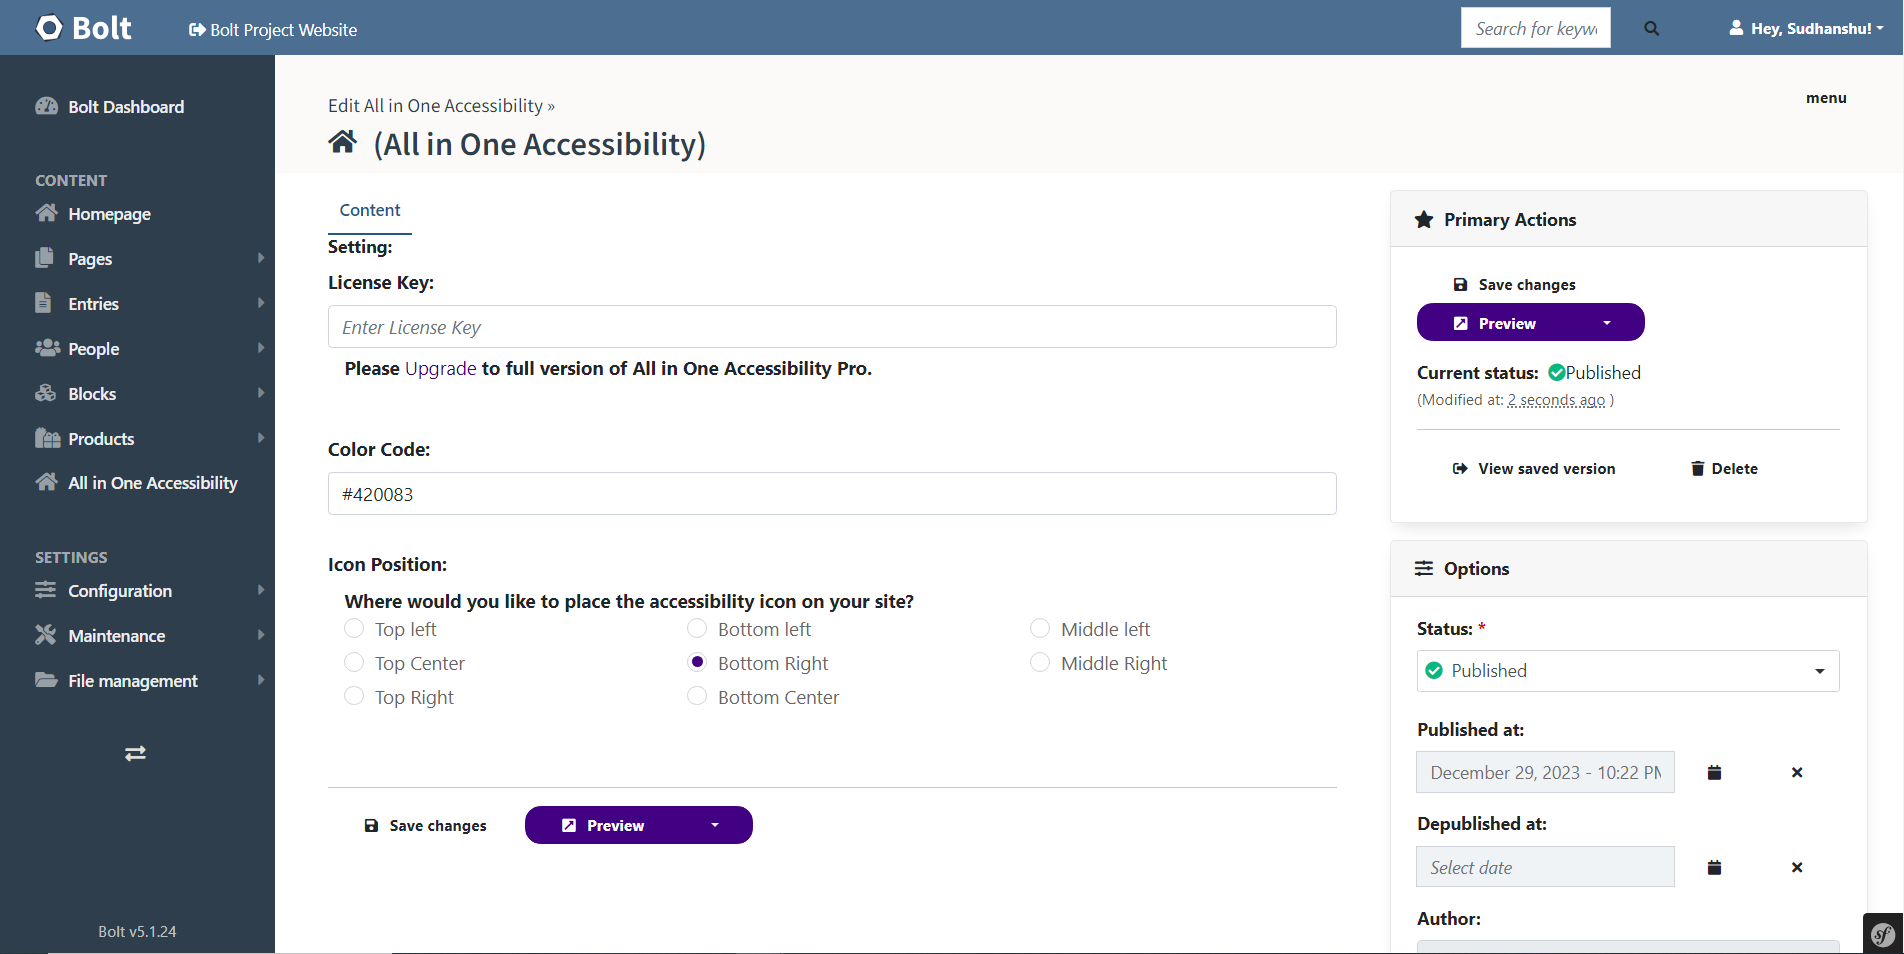 Bolt
Bolt Project Website
Search for keyw
Hey, Sudhanshu!
Bolt Dashboard
CONTENT
Homepage
Pages
Entries
People
Blocks
Products
All in One Accessibility
SETTINGS
Configuration
Maintenance
File management
Bolt v5.1.24
Edit All in One Accessibility »
(All in One Accessibility)
menu
Content
Setting:
License Key:
Enter License Key
Please Upgrade to full version of All in One Accessibility Pro.
Color Code:
#420083
Icon Position:
Where would you like to place the accessibility icon on your site?
Top left
Bottom left
Middle left
Top Center
Bottom Right
Middle Right
Top Right
Bottom Center
Save changes
Preview
Primary Actions
Save changes
Preview
Current status: Published
(Modified at: 2 seconds ago )
View saved version
Delete
Options
Status: *
Published
Published at:
December 29, 2023 - 10:22 PM
Depublished at:
Select date
Author:
sf